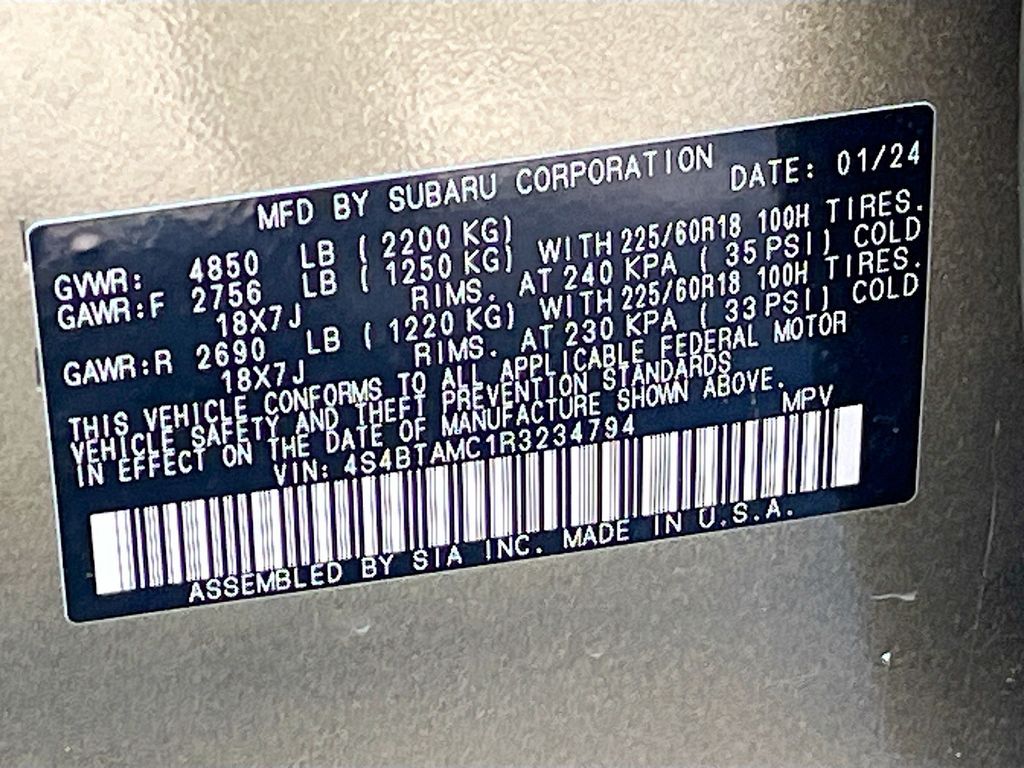 MFD BY SUBARU CORPORATION DATE: 01/24
GVWR: 4850 LB ( 2200 KG)
GAWR:F 2756 LB ( 1250 KG) WITH 225/60R18 100H TIRES.
18X7J RIMS. AT 240 KPA ( 35 PSI) COLD
GAWR:R 2690 LB ( 1220 KG) WITH 225/60R18 100H TIRES.
18X7J RIMS. AT 230 KPA ( 33 PSI) COLD
THIS VEHICLE CONFORMS TO ALL APPLICABLE FEDERAL MOTOR
VEHICLE SAFETY AND THEFT PREVENTION STANDARDS
IN EFFECT ON THE DATE OF MANUFACTURE SHOWN ABOVE.
VIN: 4S4BTAMC1R3234794 MPV
ASSEMBLED BY SIA INC. MADE IN U.S.A.